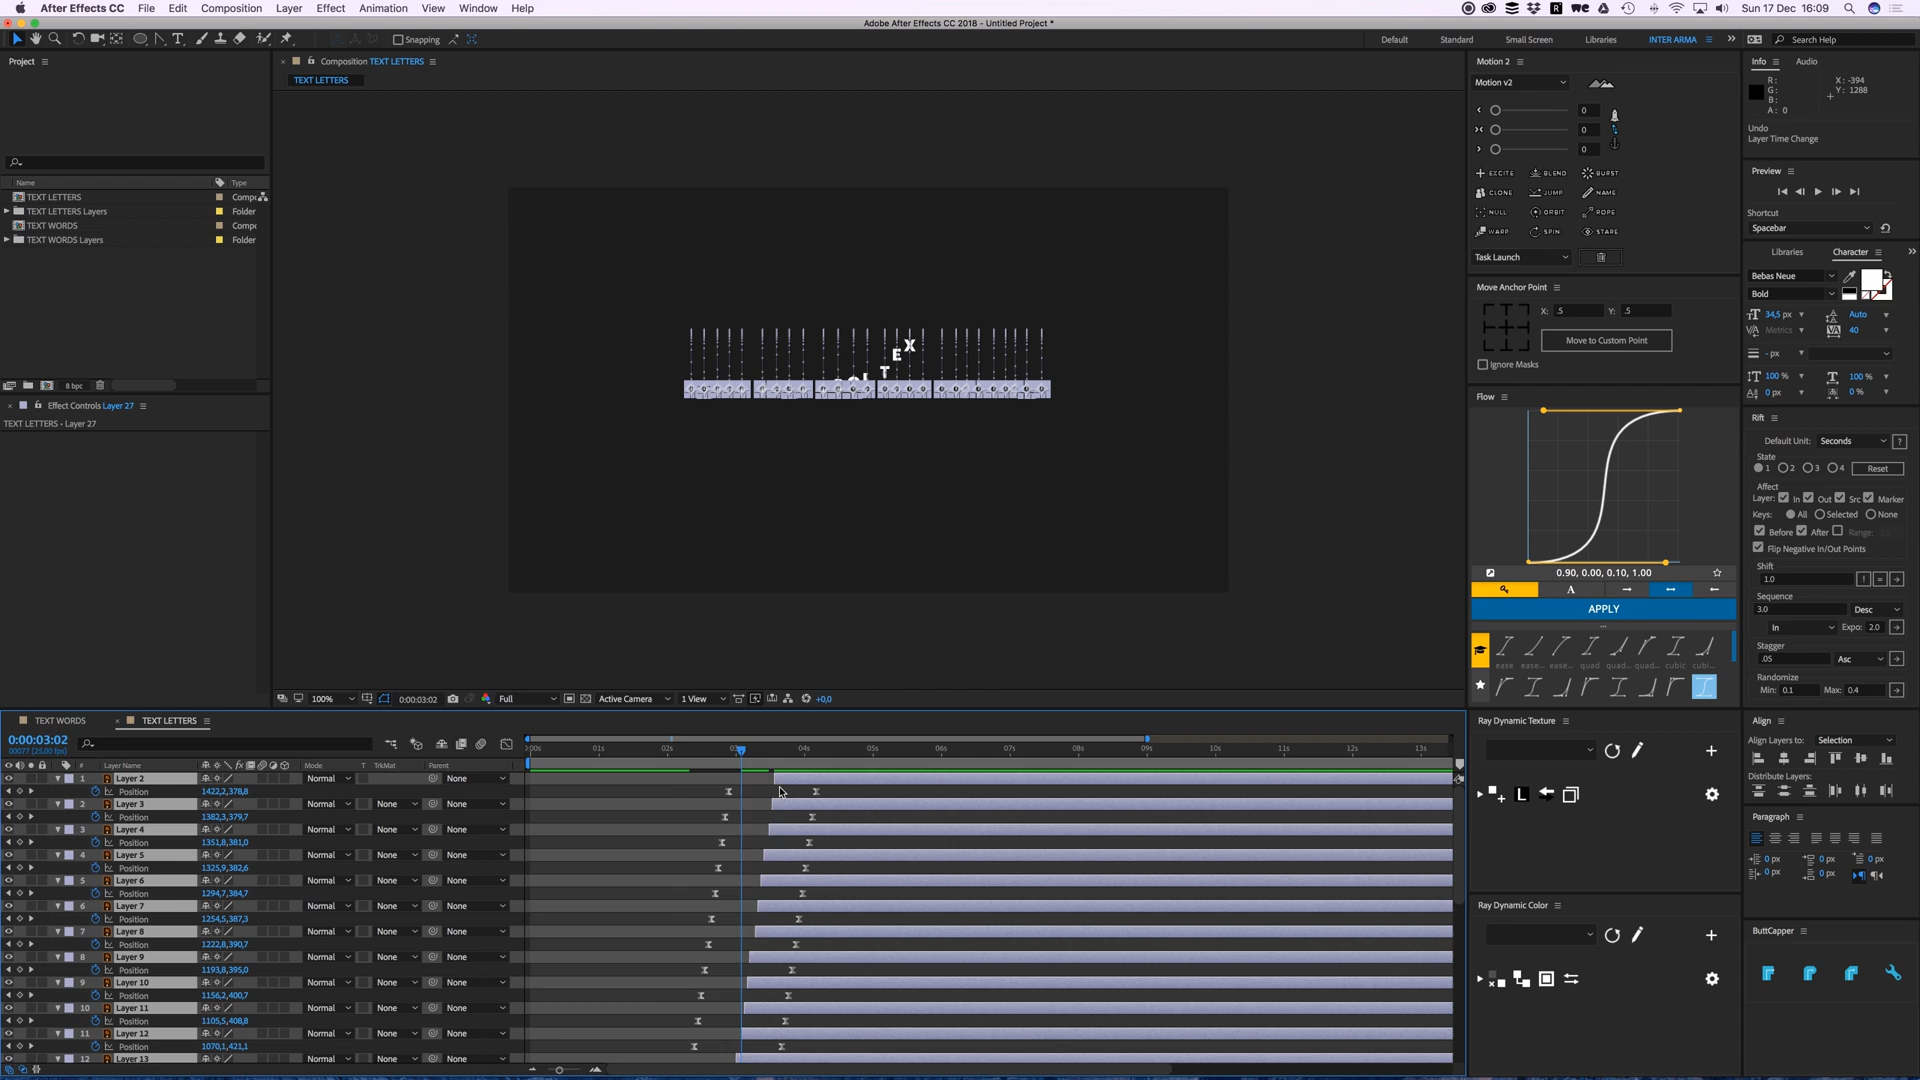 After Effects CC File Edit Composition Layer Effect Animation View Window Help
Sun 17 Dec 16:09
Adobe After Effects CC 2018 - Untitled Project *
Snapping
Default Standard Small Screen Libraries INTER ARMA
Search Help
Project
Composition TEXT LETTERS
TEXT LETTERS
Name Type
TEXT LETTERS Compo
TEXT LETTERS Layers Folder
TEXT WORDS Compo
TEXT WORDS Layers Folder
8 bpc
Effect Controls Layer 27
TEXT LETTERS • Layer 27
X
E
T
100% 0:00:03:02 Full Active Camera 1 View +0,0
Motion 2
Motion v2
0
0
0
EXCITE BLEND BURST
CLONE JUMP NAME
NULL ORBIT ROPE
WARP SPIN STARE
Task Launch
Move Anchor Point
X: .5 Y: .5
Move to Custom Point
Ignore Masks
Flow
0.90, 0.00, 0.10, 1.00
A
APPLY
ease ease... ease... quad quad... quad... cubic cubi...
Ray Dynamic Texture
L
Ray Dynamic Color
Info Audio
R:
G:
B:
A: 0
X: -394
Y: 1288
Undo
Layer Time Change
Preview
Shortcut
Spacebar
Libraries Character
Bebas Neue
Bold
34,5 px Auto
Metrics 40
- px
100 % 100 %
0 px 0 %
Rift
Default Unit: Seconds ?
State
1 2 3 4 Reset
Affect
Layer: In Out Src Marker
Keys: All Selected None
Before After Range:
Flip Negative In/Out Points
Shift
1.0 ! =
Sequence
3.0 Desc
In Expo: 2.0
Stagger
.05 Asc
Randomize
Min: 0.1 Max: 0.4
Align
Align Layers to: Selection
Distribute Layers:
Paragraph
0 px 0 px 0 px
0 px 0 px
ButtCapper
TEXT WORDS TEXT LETTERS
0:00:03:02
00077 (25.00 fps)
01s 02s 04s 05s 06s 07s 08s 09s 10s 11s 12s 13s
# Layer Name Mode T TrkMat Parent
1 Layer 2 Normal None
Position 1422,2,378,8
2 Layer 3 Normal None None
Position 1382,3,379,7
3 Layer 4 Normal None None
Position 1351,8,381,0
4 Layer 5 Normal None None
Position 1325,9,382,6
5 Layer 6 Normal None None
Position 1294,7,384,7
6 Layer 7 Normal None None
Position 1254,5,387,3
7 Layer 8 Normal None None
Position 1222,8,390,7
8 Layer 9 Normal None None
Position 1193,8,395,0
9 Layer 10 Normal None None
Position 1156,2,400,7
10 Layer 11 Normal None None
Position 1105,5,408,8
11 Layer 12 Normal None None
Position 1070,1,421,1
12 Layer 13 Normal None None